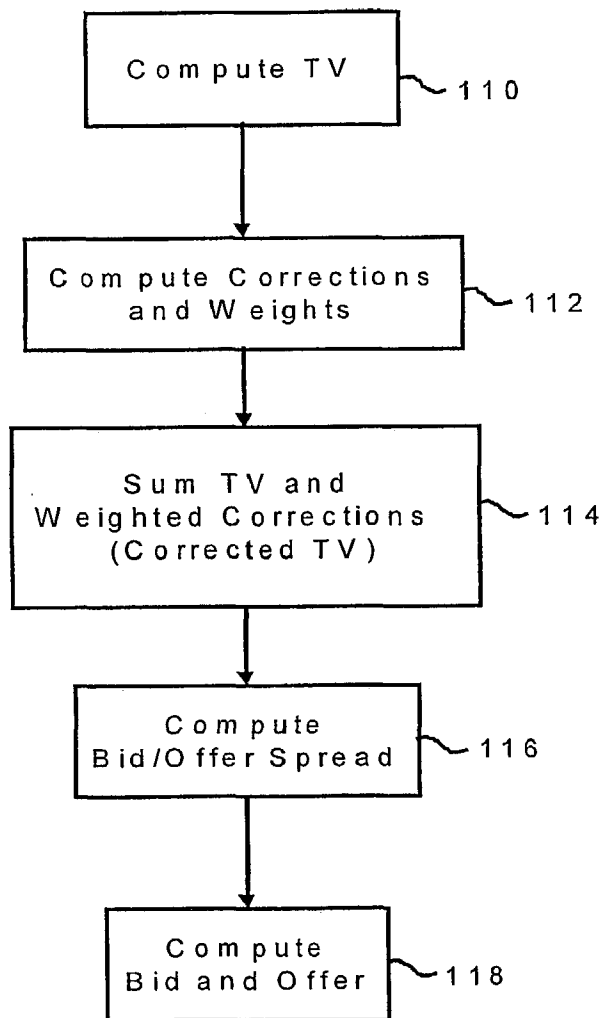 Compute TV
110
Compute Corrections
and Weights
112
Sum TV and
Weighted Corrections
(Corrected TV)
114
Compute
Bid/Offer Spread
116
Compute
Bid and Offer
118